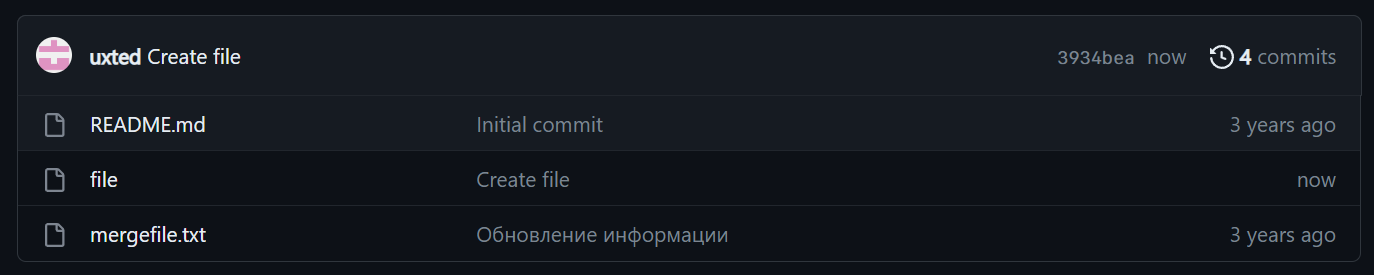 uxted Create file 3934bea now 4 commits
README.md Initial commit 3 years ago
file Create file now
mergefile.txt Обновление информации 3 years ago